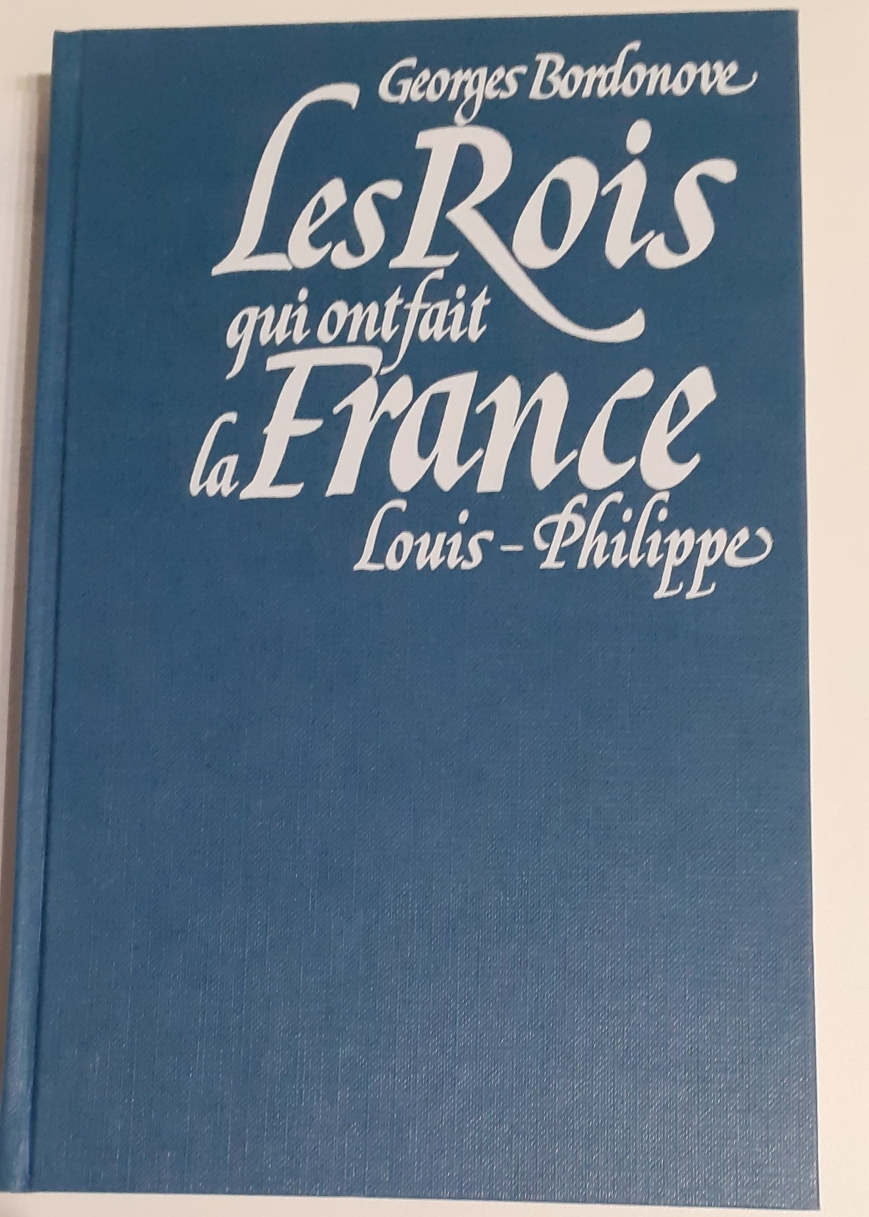 Georges Bordonove
Les Rois
qui ont fait
la France
Louis-Philippe